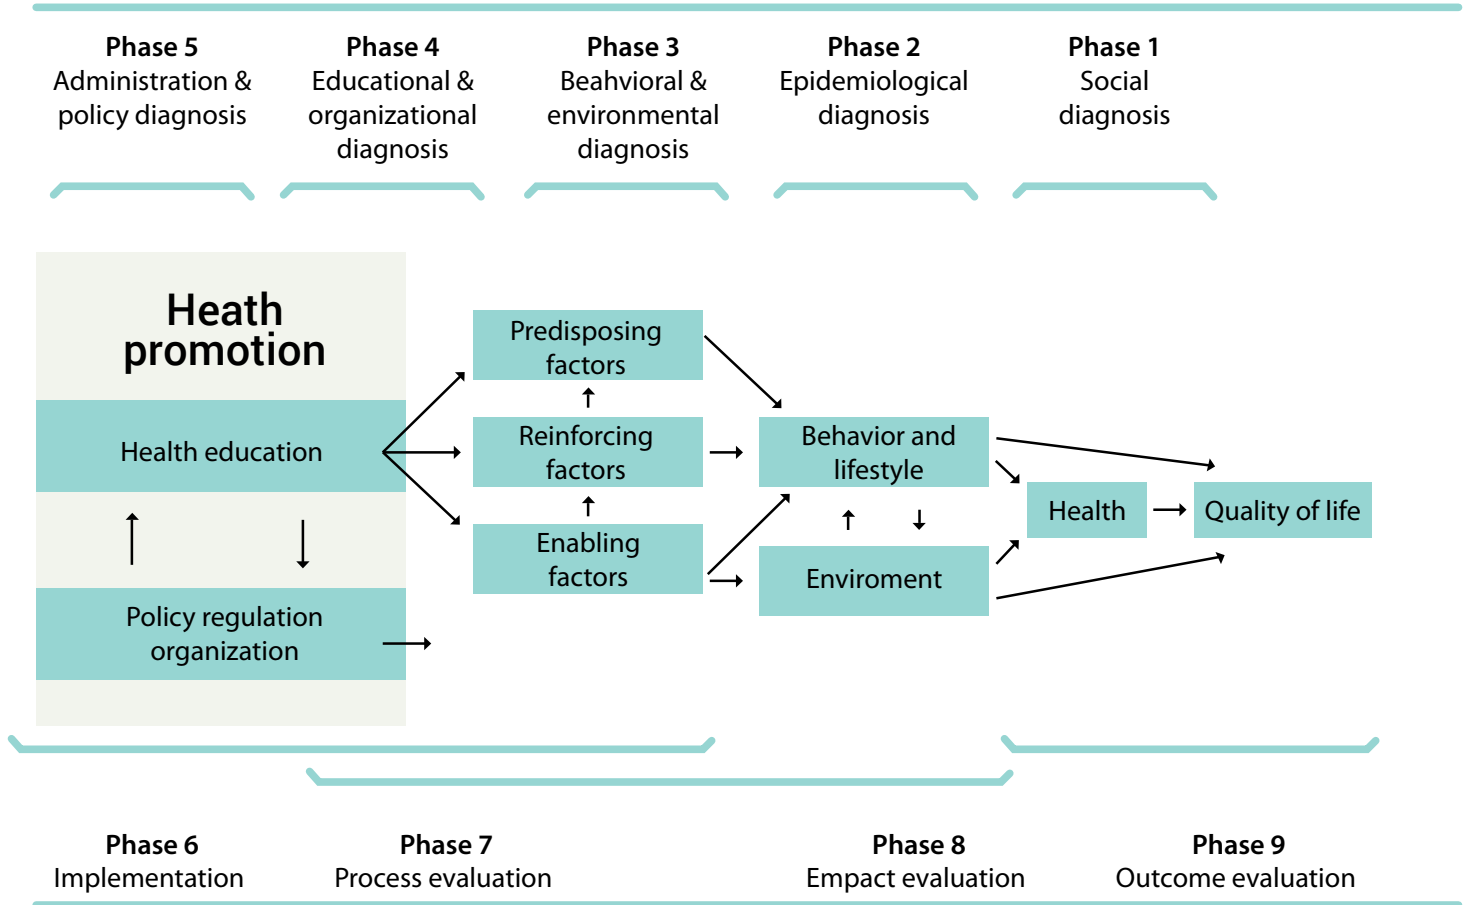 Phase 5
Administration &
policy diagnosis
Phase 4
Educational &
organizational
diagnosis
Phase 3
Beahvioral &
environmental
diagnosis
Phase 2
Epidemiological
diagnosis
Phase 1
Social
diagnosis
Heath
promotion
Health education
Policy regulation
organization
Predisposing
factors
Reinforcing
factors
Enabling
factors
Behavior and
lifestyle
Enviroment
Health
Quality of life
Phase 6
Implementation
Phase 7
Process evaluation
Phase 8
Empact evaluation
Phase 9
Outcome evaluation